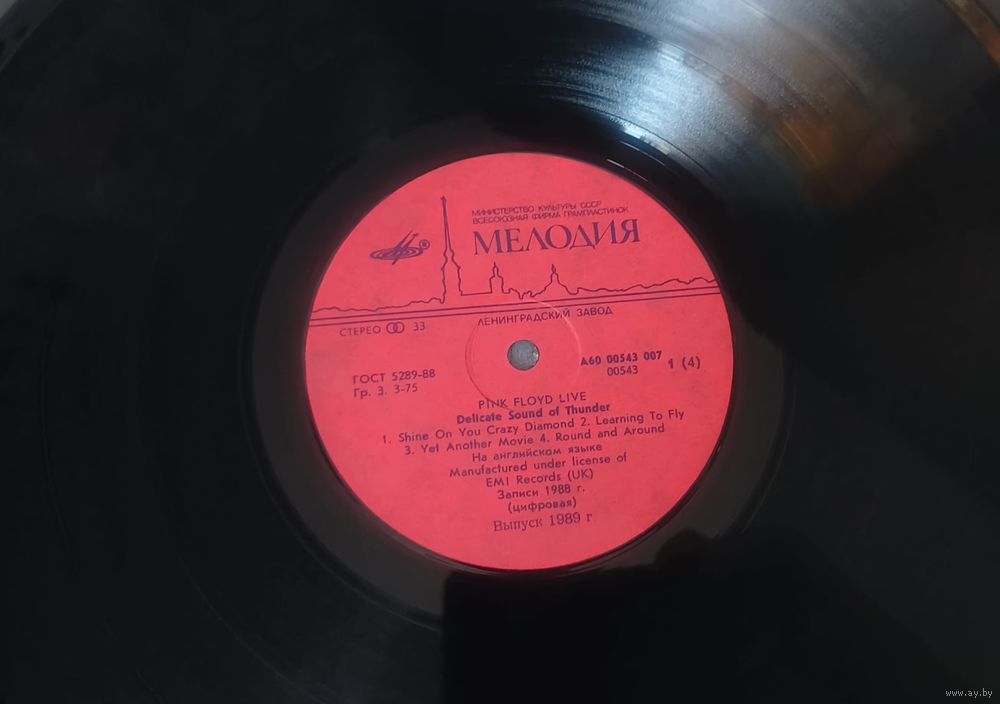 МИНИСТЕРСТВО КУЛЬТУРЫ СССР
ВСЕСОЮЗНАЯ ФИРМА ГРАМПЛАСТИНОК
МЕЛОДИЯ
®
СТЕРЕО 33
ЛЕНИНГРАДСКИЙ ЗАВОД
ГОСТ 5289-88
Гр. 3. 3-75
А60 00543 007
00543
1 (4)
PINK FLOYD LIVE
Delicate Sound of Thunder
1. Shine On You Crazy Diamond 2. Learning To Fly
3. Yet Another Movie 4. Round and Around
На английском языке
Manufactured under license of
EMI Records (UK)
Записи 1988 г.
(цифровая)
Выпуск 1989 г
www.ay.by